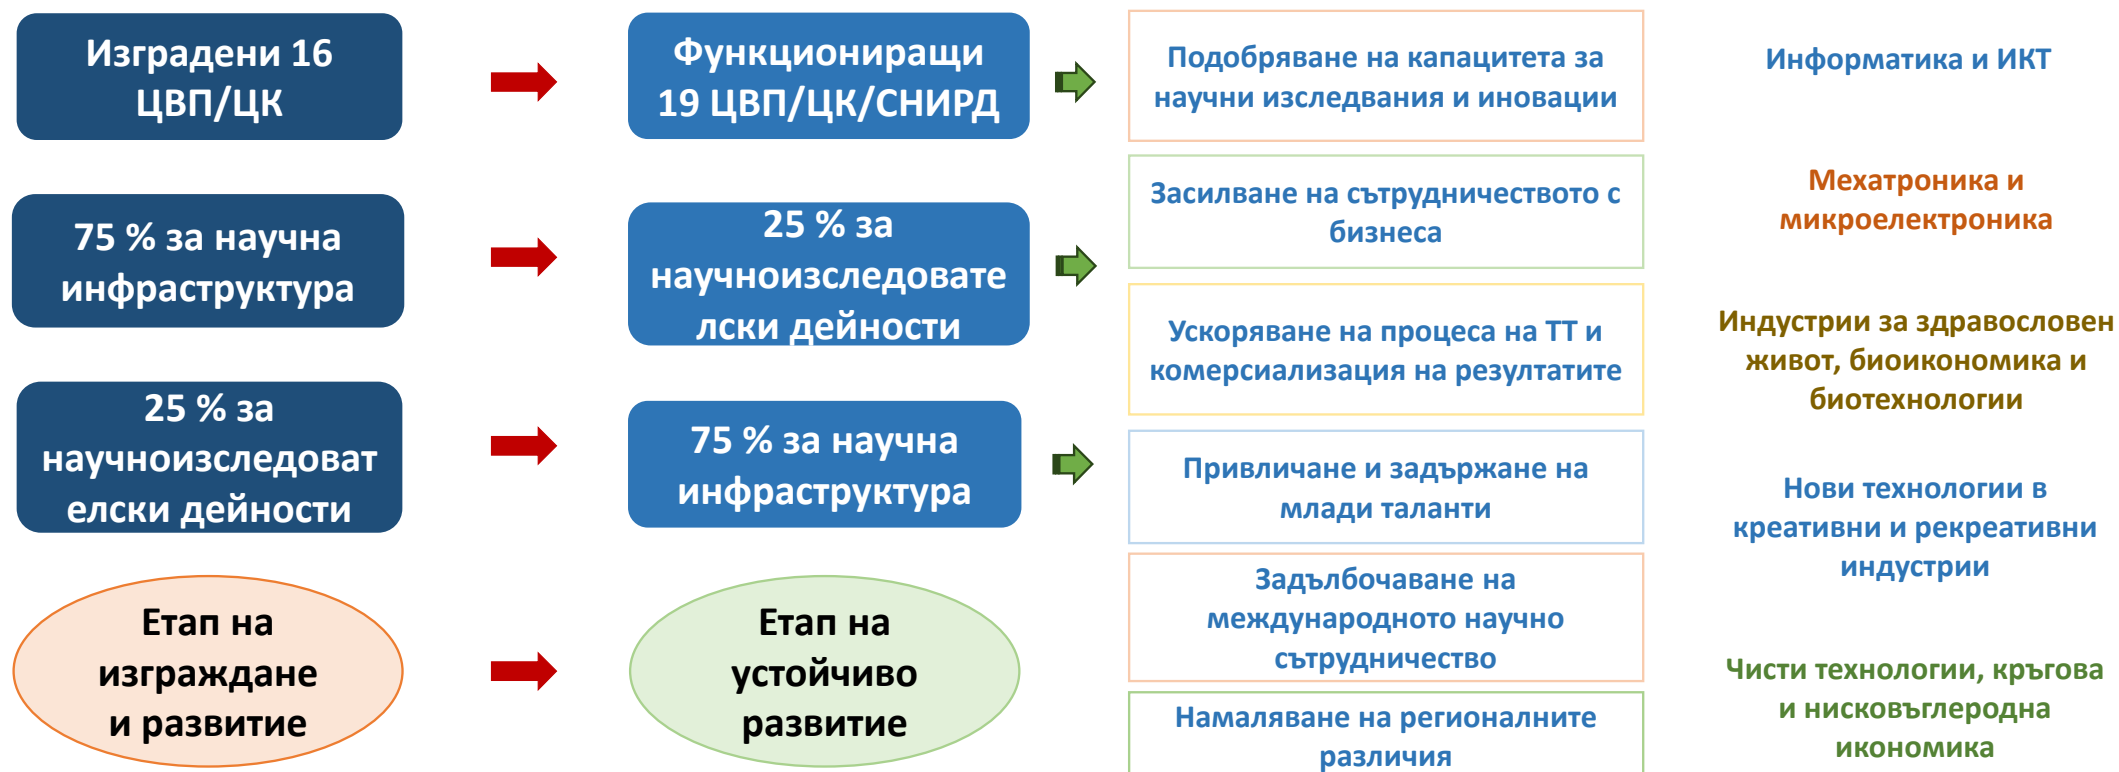 Изградени 16
ЦВП/ЦК
75 % за научна
инфраструктура
25 % за
научноизследоват
елски дейности
Етап на
изграждане
и развитие
Функциониращи
19 ЦВП/ЦК/СНИРД
25 % за
научноизследовате
лски дейности
75 % за научна
инфраструктура
Етап на
устойчиво
развитие
Подобряване на капацитета за
научни изследвания и иновации
Засилване на сътрудничеството с
бизнеса
Ускоряване на процеса на ТТ и
комерсиализация на резултатите
Привличане и задържане на
млади таланти
Задълбочаване на
международното научно
сътрудничество
Намаляване на регионалните
различия
Информатика и ИКТ
Мехатроника и
микроелектроника
Индустрии за здравословен
живот, биоикономика и
биотехнологии
Нови технологии в
креативни и рекреативни
индустрии
Чисти технологии, кръгова
и нисковъглеродна
икономика